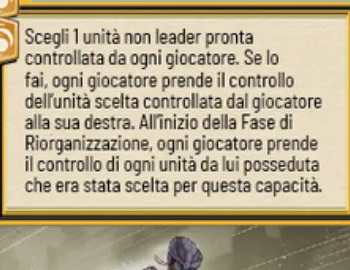 Scegli 1 unità non leader pronta
controllata da ogni giocatore. Se lo
fai, ogni giocatore prende il controllo
dell'unità scelta controllata dal giocatore
alla sua destra. All'inizio della Fase di
Riorganizzazione, ogni giocatore prende
il controllo di ogni unità da lui posseduta
che era stata scelta per questa capacità.